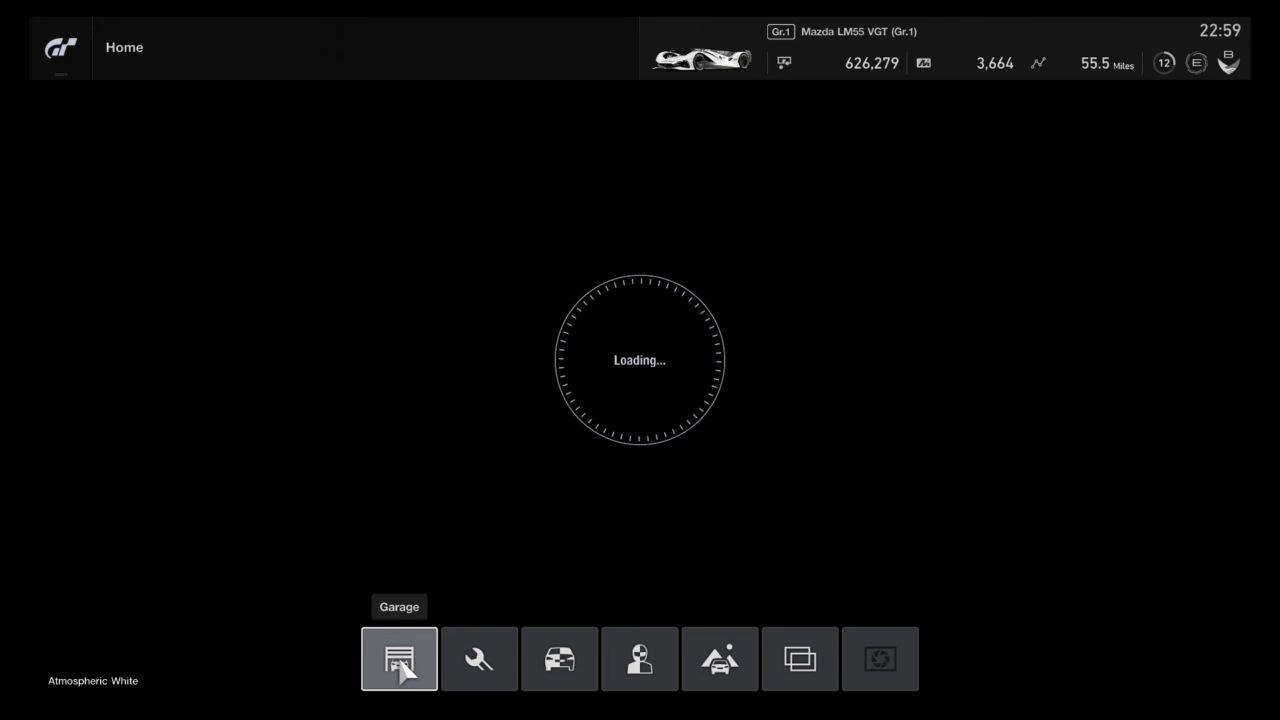 Home
Gr.1 Mazda LM55 VGT (Gr.1)
22:59
626,279
3,664
55.5 Miles
12
E
B
Loading...
Garage
Atmospheric White